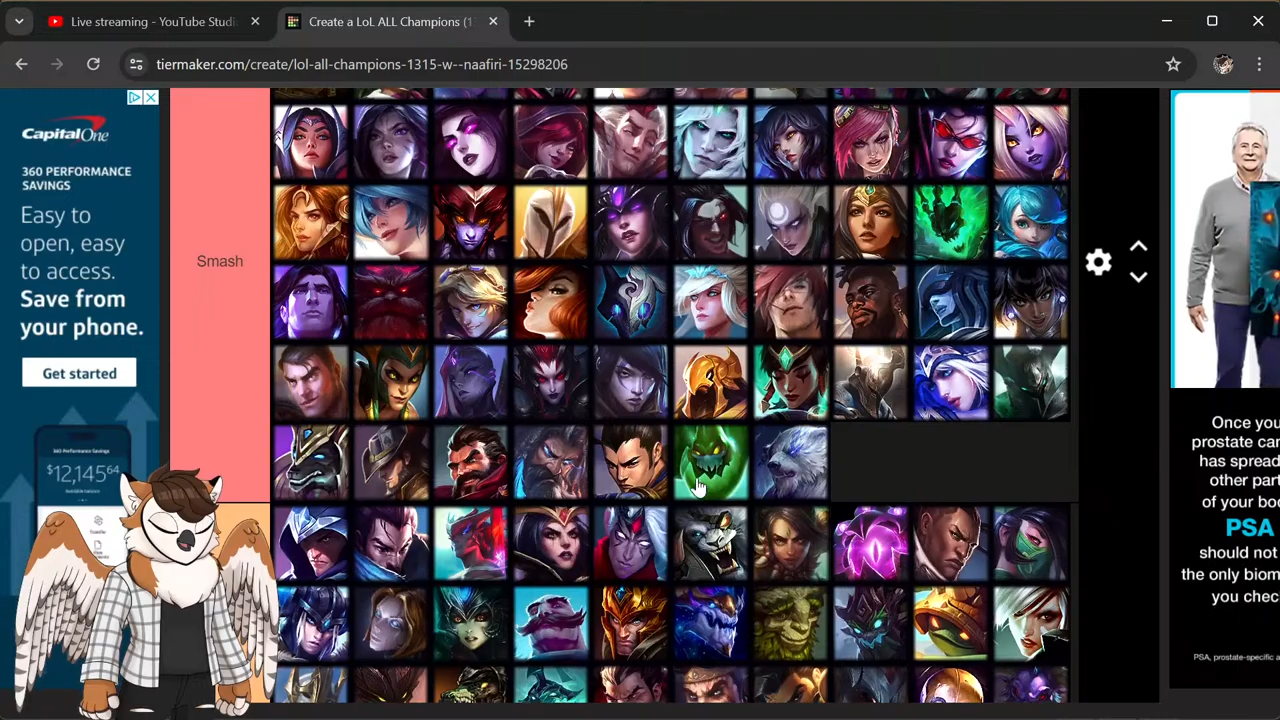 Live streaming - YouTube Studi
Create a LoL ALL Champions (1
tiermaker.com/create/lol-all-champions-1315-w--naafiri-15298206
Capital One
360 PERFORMANCE
SAVINGS
Easy to
open, easy
to access.
Save from
your phone.
Get started
$12,145
Smash
Once you
prostate can
has spread
other part
of your bo
PSA
should not
the only biom
you chec
PSA, prostate-specific a